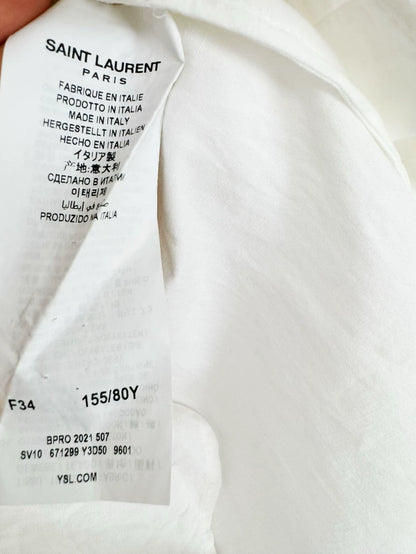 SAINT LAURENT
PARIS
FABRIQUE EN ITALIE
PRODOTTO IN ITALIA
MADE IN ITALY
HERGESTELLT IN ITALIEN
HECHO EN ITALIA
イタリア製
产地:意大利
СДЕЛАНО В ИТАЛИИ
이태리제
صنع في إيطاليا
PRODUZIDO NA ITALIA
F34 155/80Y
BPRO 2021 507
SV10 671299 Y3D50 9601
YSL.COM